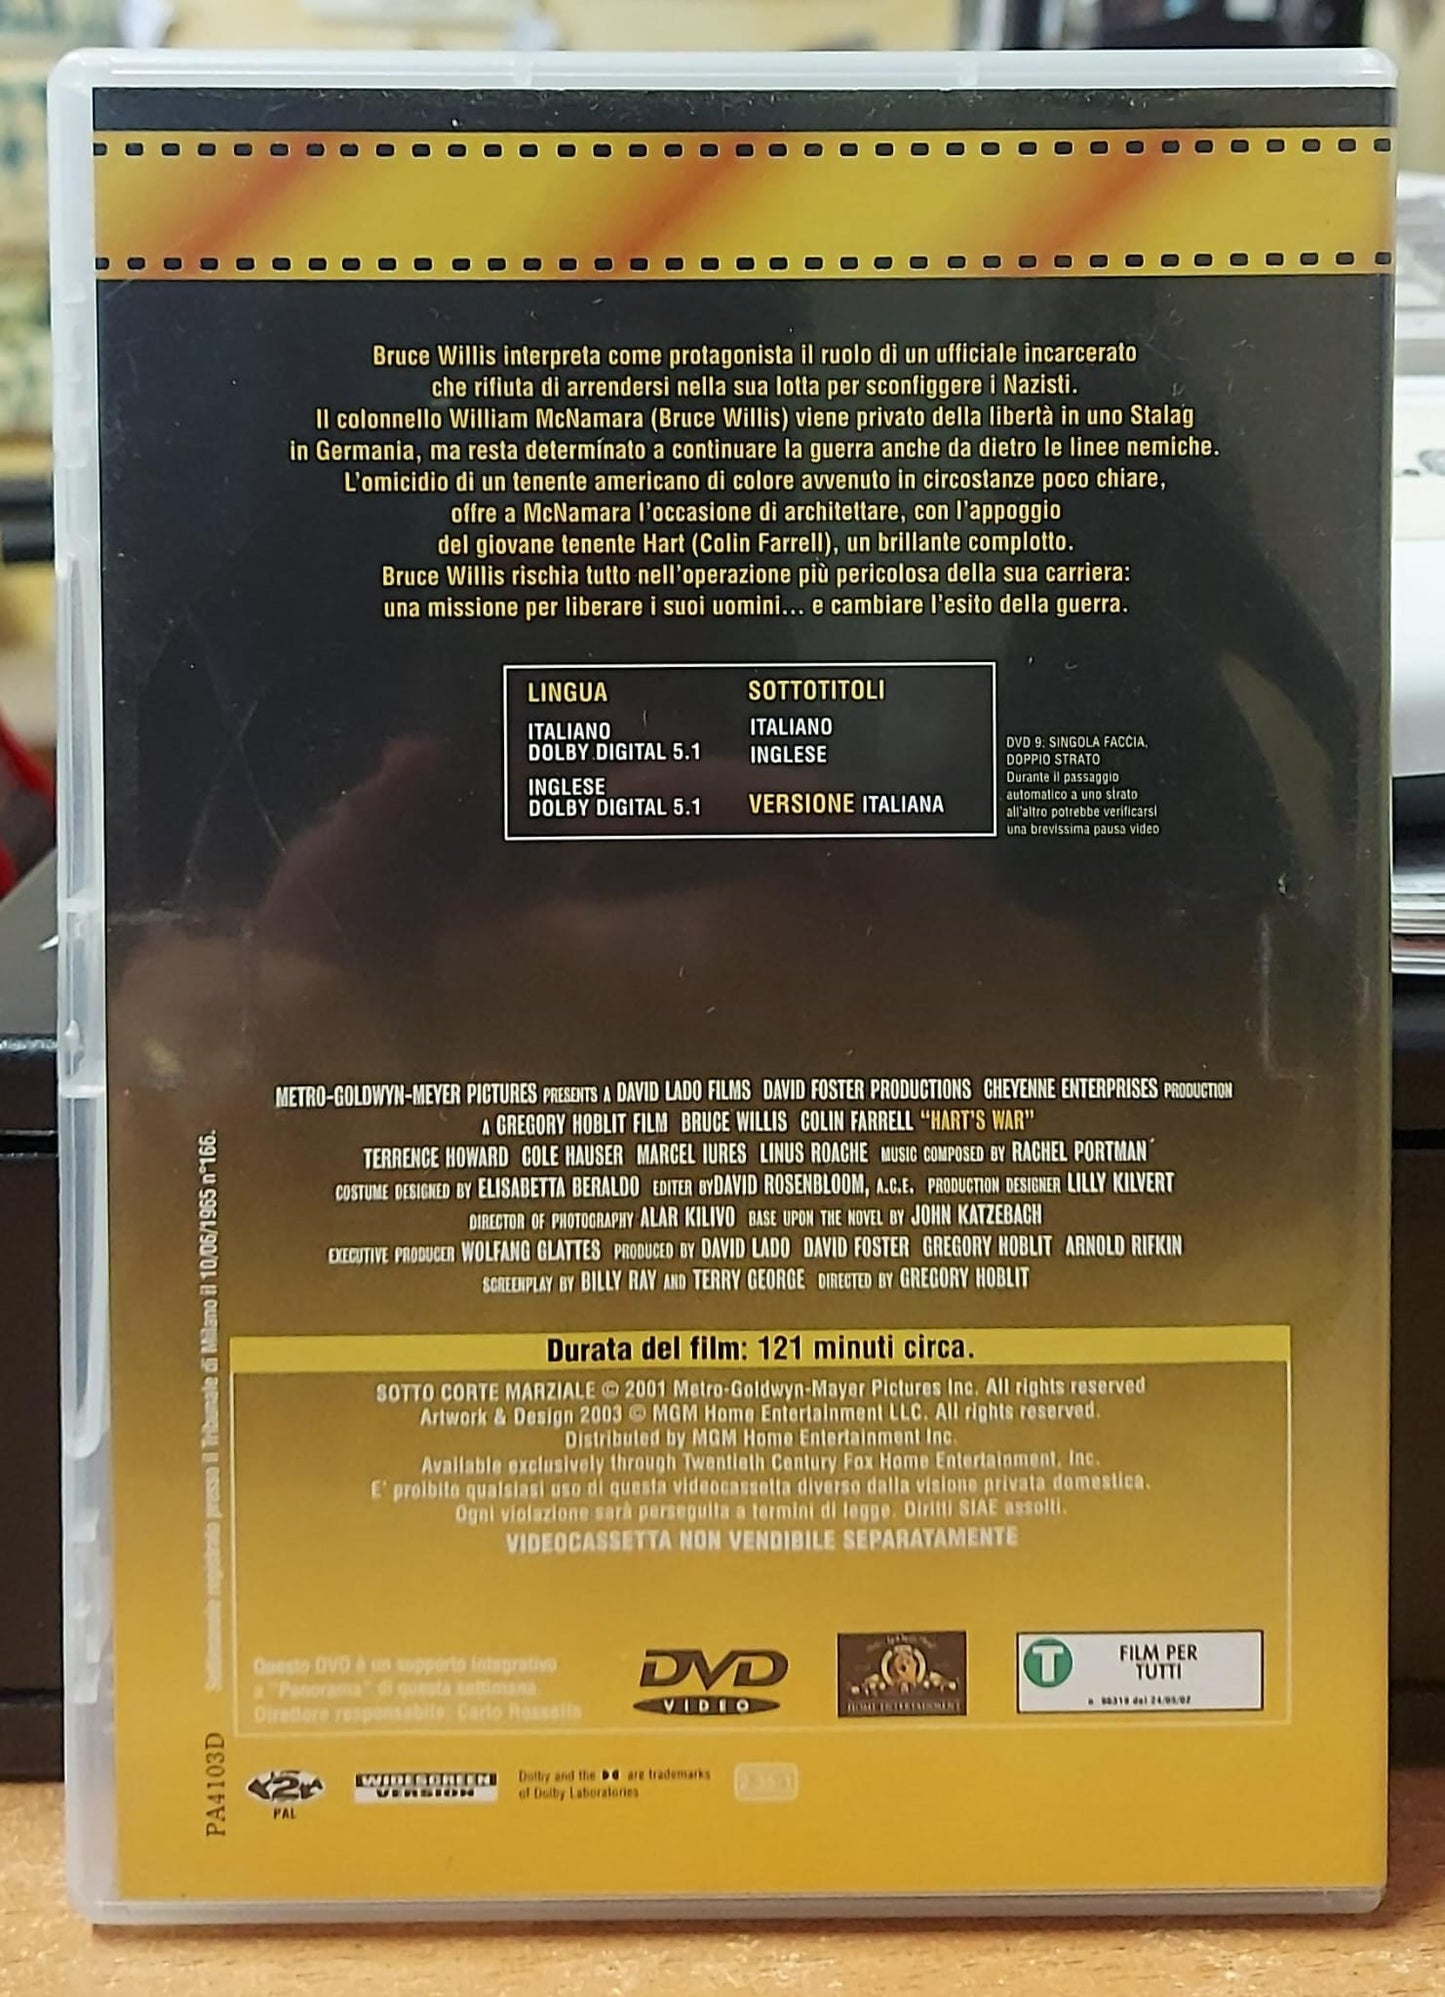 Bruce Willis interpreta come protagonista il ruolo di un ufficiale incarcerato
che rifiuta di arrendersi nella sua lotta per sconfiggere i Nazisti.
Il colonnello William McNamara (Bruce Willis) viene privato della libertà in uno Stalag
in Germania, ma resta determinato a continuare la guerra anche da dietro le linee nemiche.
L'omicidio di un tenente americano di colore avvenuto in circostanze poco chiare,
offre a McNamara l'occasione di architettare, con l'appoggio
del giovane tenente Hart (Colin Farrell), un brillante complotto.
Bruce Willis rischia tutto nell'operazione più pericolosa della sua carriera:
una missione per liberare i suoi uomini... e cambiare l'esito della guerra.
LINGUA
ITALIANO
DOLBY DIGITAL 5.1
INGLESE
DOLBY DIGITAL 5.1
SOTTOTITOLI
ITALIANO
INGLESE
VERSIONE ITALIANA
DVD 9: SINGOLA FACCIA,
DOPPIO STRATO
Durante il passaggio
automatico a uno strato
all'altro potrebbe verificarsi
una brevissima pausa video
METRO-GOLDWYN-MEYER PICTURES PRESENTS A DAVID LADO FILMS DAVID FOSTER PRODUCTIONS CHEYENNE ENTERPRISES PRODUCTION
A GREGORY HOBLIT FILM BRUCE WILLIS COLIN FARRELL "HART'S WAR"
TERRENCE HOWARD COLE HAUSER MARCEL IURES LINUS ROACHE MUSIC COMPOSED BY RACHEL PORTMAN
COSTUME DESIGNED BY ELISABETTA BERALDO EDITER BYDAVID ROSENBLOOM, A.C.E. PRODUCTION DESIGNER LILLY KILVERT
DIRECTOR OF PHOTOGRAPHY ALAR KILIVO BASE UPON THE NOVEL BY JOHN KATZEBACH
EXECUTIVE PRODUCER WOLFANG GLATTES PRODUCED BY DAVID LADO DAVID FOSTER GREGORY HOBLIT ARNOLD RIFKIN
SCREENPLAY BY BILLY RAY AND TERRY GEORGE DIRECTED BY GREGORY HOBLIT
Durata del film: 121 minuti circa.
SOTTO CORTE MARZIALE © 2001 Metro-Goldwyn-Mayer Pictures Inc. All rights reserved
Artwork & Design 2003 © MGM Home Entertainment LLC. All rights reserved.
Distributed by MGM Home Entertainment Inc.
Available exclusively through Twentieth Century Fox Home Entertainment, Inc.
E' proibito qualsiasi uso di questa videocassetta diverso dalla visione privata domestica.
Ogni violazione sarà perseguita a termini di legge. Diritti SIAE assolti.
VIDEOCASSETTA NON VENDIBILE SEPARATAMENTE
Questo DVD è un supporto integrativo
a "Panorama" di questa settimana.
Direttore responsabile: Carlo Rossella
DVD
VIDEO
HOME ENTERTAINMENT
T
FILM PER
TUTTI
Settimanale registrato presso il Tribunale di Milano il 10/06/1965 n°166.
PA4103D
2
PAL
WIDESCREEN
VERSION
Dolby and the are trademarks
of Dolby Laboratories